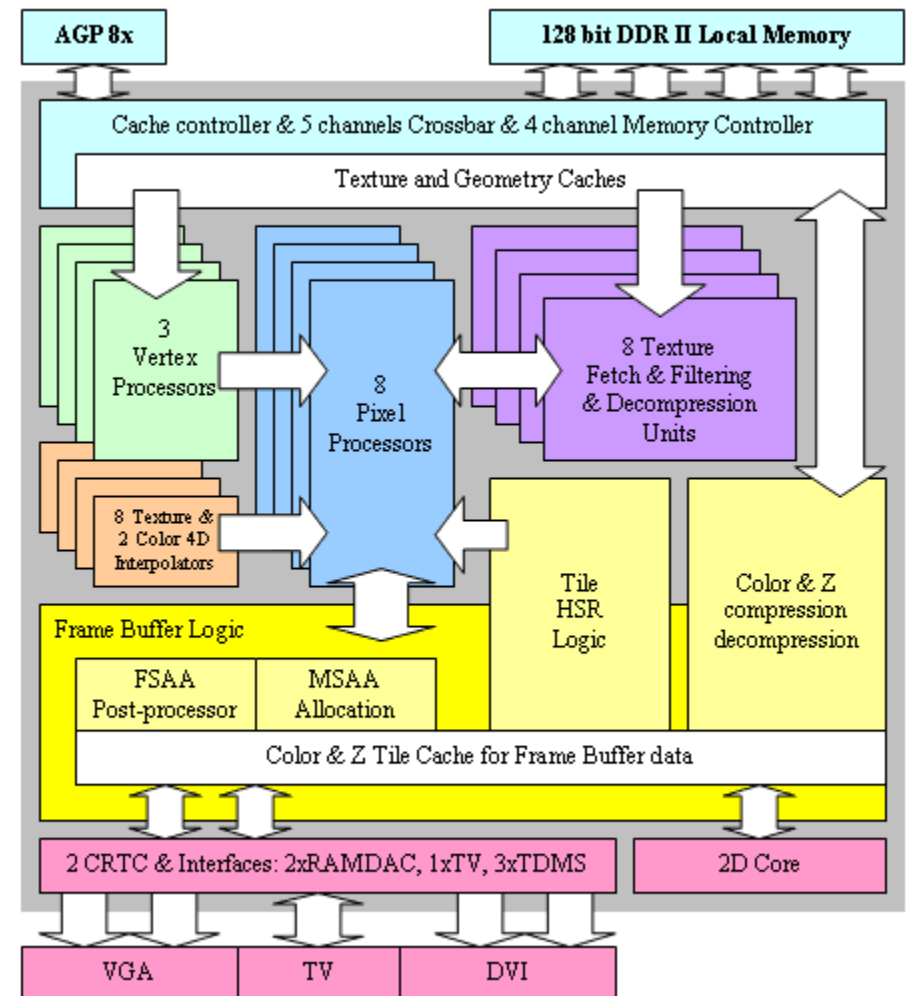 AGP 8x
128 bit DDR II Local Memory
Cache controller & 5 channels Crossbar & 4 channel Memory Controller
Texture and Geometry Caches
3
Vertex
Processors
8
Pixel
Processors
8 Texture
Fetch & Filtering
& Decompression
Units
8 Texture &
2 Color 4D
Interpolators
Tile
HSR
Logic
Color & Z
compression
decompression
Frame Buffer Logic
FSAA
Post-processor
MSAA
Allocation
Color & Z Tile Cache for Frame Buffer data
2 CRTC & Interfaces: 2xRAMDAC, 1xTV, 3xTDMS
2D Core
VGA
TV
DVI